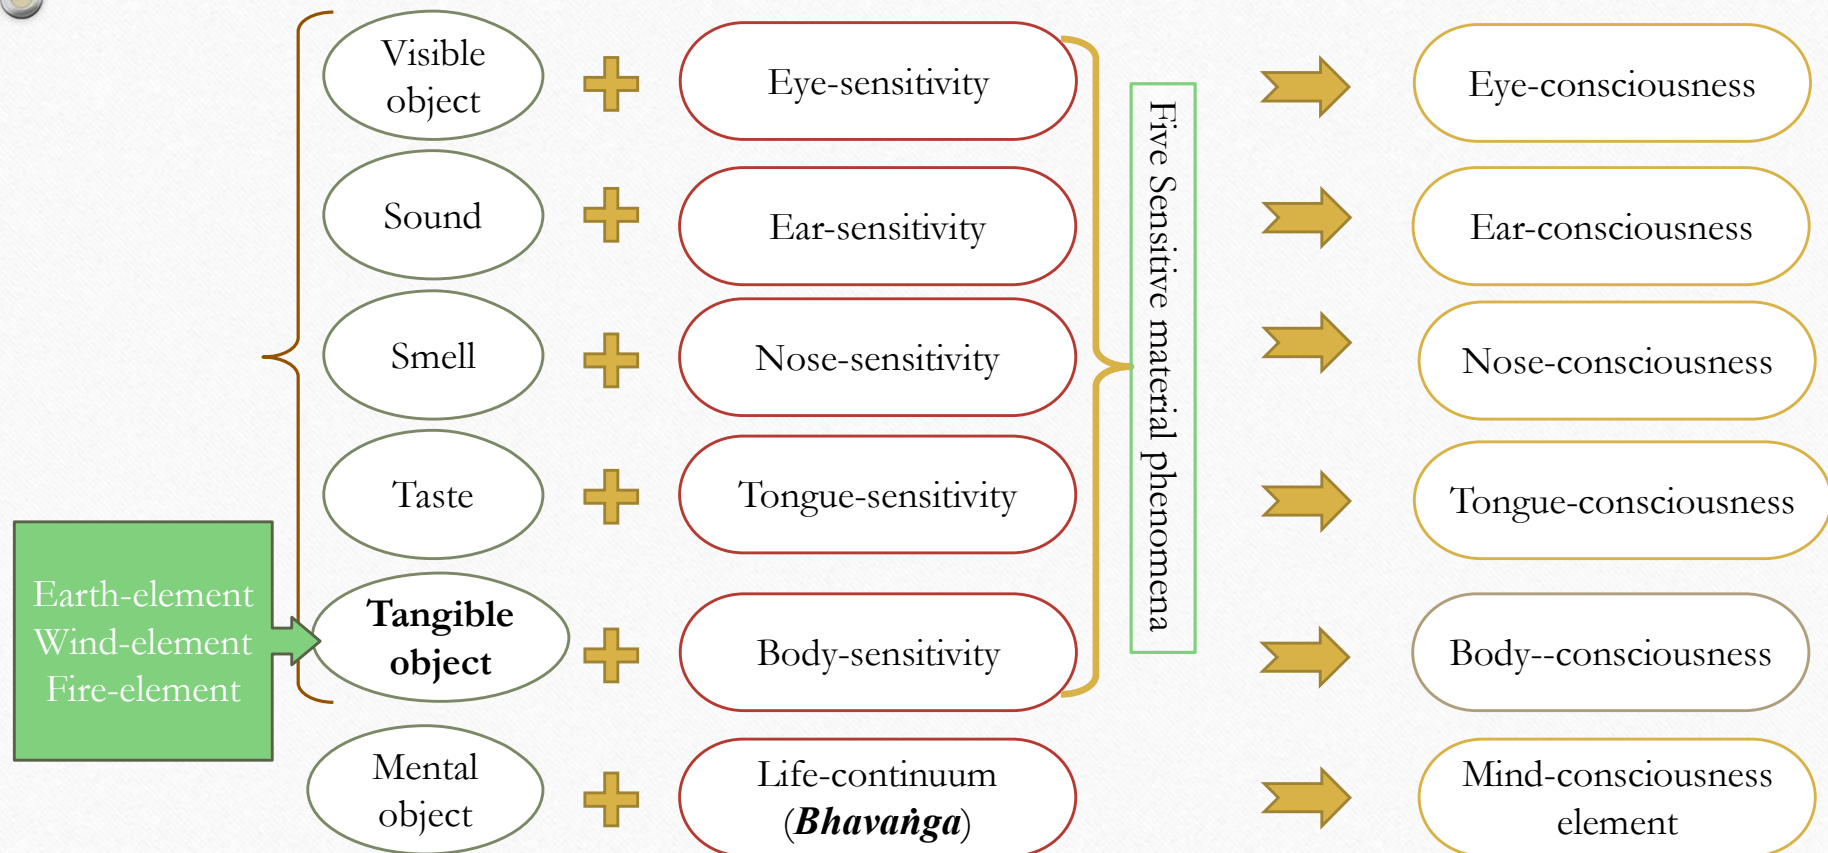 Visible
object
Eye-sensitivity
Eye-consciousness
Sound
Ear-sensitivity
Ear-consciousness
Smell
Nose-sensitivity
Nose-consciousness
Taste
Tongue-sensitivity
Tongue-consciousness
Five Sensitive material phenomena
Earth-element
Wind-element
Fire-element
Tangible
object
Body-sensitivity
Body--consciousness
Mental
object
Life-continuum
(Bhavaṅga)
Mind-consciousness
element